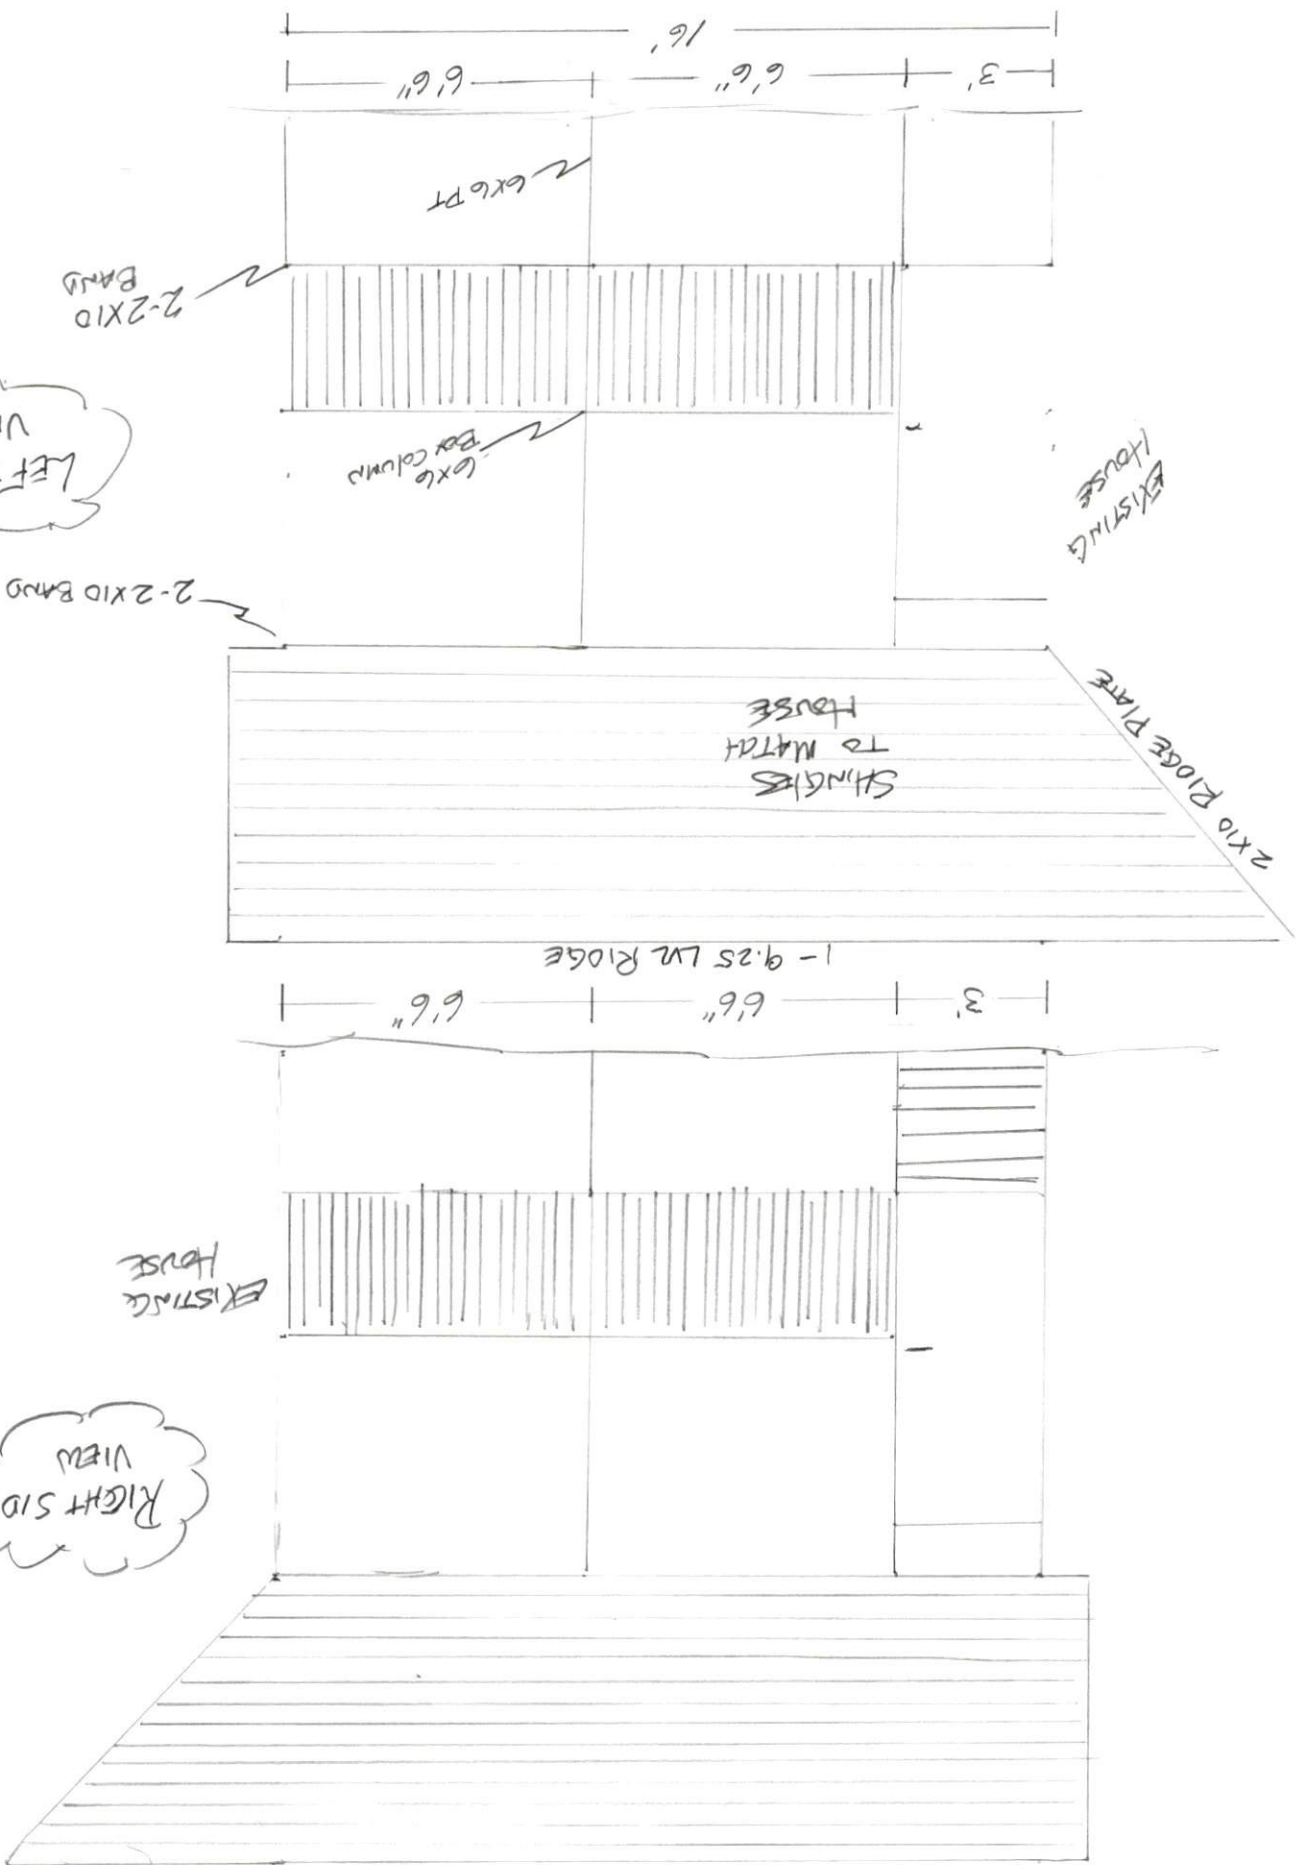 RIGHT SID
VIEW
EXISTING
HOUSE
3' 6'6" 6'6"
1-9.25 LVL RIDGE
2X10 RIDGE PLATE
SHINGLES
TO MATCH
HOUSE
2-2X10 BAND
EXISTING
HOUSE
LEF
VI
6X6
Box Column
2-2X10
BAND
6X6 PT
3' 6'6" 6'6"
16'